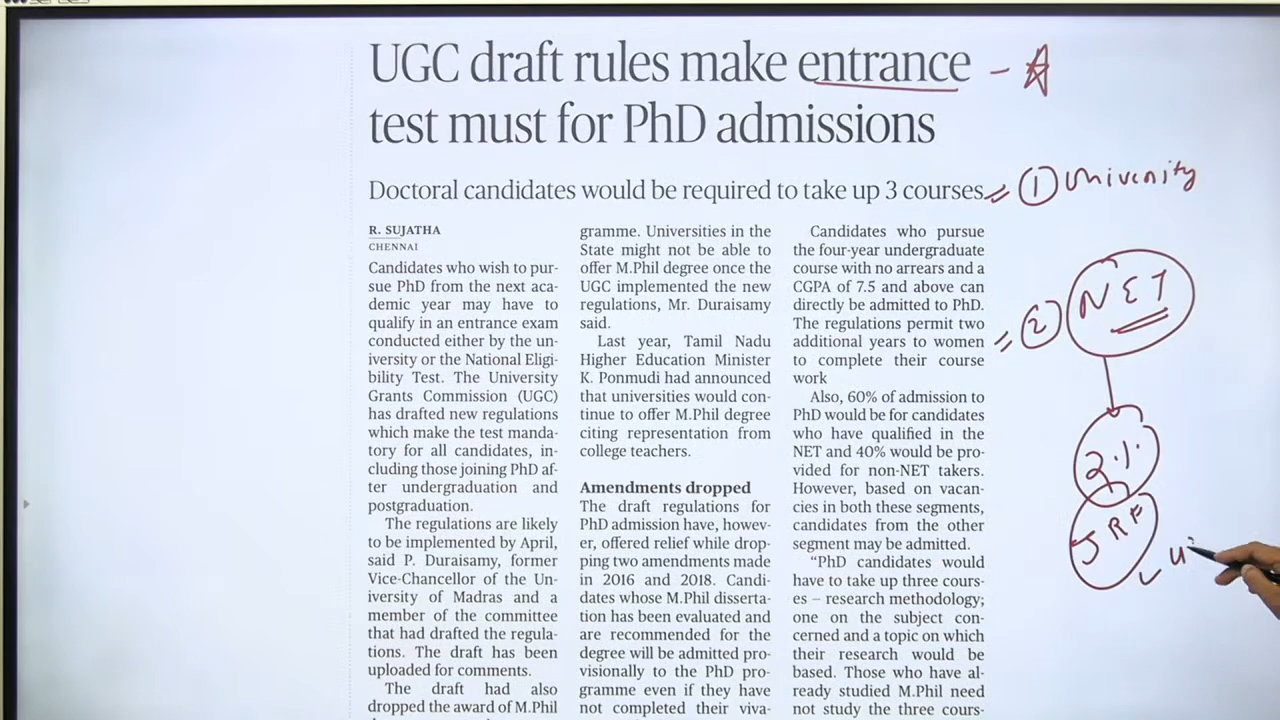 UGC draft rules make entrance
test must for PhD admissions
Doctoral candidates would be required to take up 3 courses
R. SUJATHA
CHENNAI
Candidates who wish to pur-
sue PhD from the next aca-
demic year may have to
qualify in an entrance exam
conducted either by the un-
iversity or the National Eligi-
bility Test. The University
Grants Commission (UGC)
has drafted new regulations
which make the test manda-
tory for all candidates, in-
cluding those joining PhD af-
ter undergraduation and
postgraduation.
The regulations are likely
to be implemented by April,
said P. Duraisamy, former
Vice-Chancellor of the Un-
iversity of Madras and a
member of the committee
that had drafted the regula-
tions. The draft has been
uploaded for comments.
The draft had also
dropped the award of M.Phil
gramme. Universities in the
State might not be able to
offer M.Phil degree once the
UGC implemented the new
regulations, Mr. Duraisamy
said.
Last year, Tamil Nadu
Higher Education Minister
K. Ponmudi had announced
that universities would con-
tinue to offer M.Phil degree
citing representation from
college teachers.
Amendments dropped
The draft regulations for
PhD admission have, howev-
er, offered relief while drop-
ping two amendments made
in 2016 and 2018. Candi-
dates whose M.Phil disserta-
tion has been evaluated and
are recommended for the
degree will be admitted pro-
visionally to the PhD pro-
gramme even if they have
not completed their viva-
Candidates who pursue
the four-year undergraduate
course with no arrears and a
CGPA of 7.5 and above can
directly be admitted to PhD.
The regulations permit two
additional years to women
to complete their course
work
Also, 60% of admission to
PhD would be for candidates
who have qualified in the
NET and 40% would be pro-
vided for non-NET takers.
However, based on vacan-
cies in both these segments,
candidates from the other
segment may be admitted.
“PhD candidates would
have to take up three cours-
es – research methodology;
one on the subject con-
cerned and a topic on which
their research would be
based. Those who have al-
ready studied M.Phil need
not study the three cours-
1 University
2 NET
2%
JRF